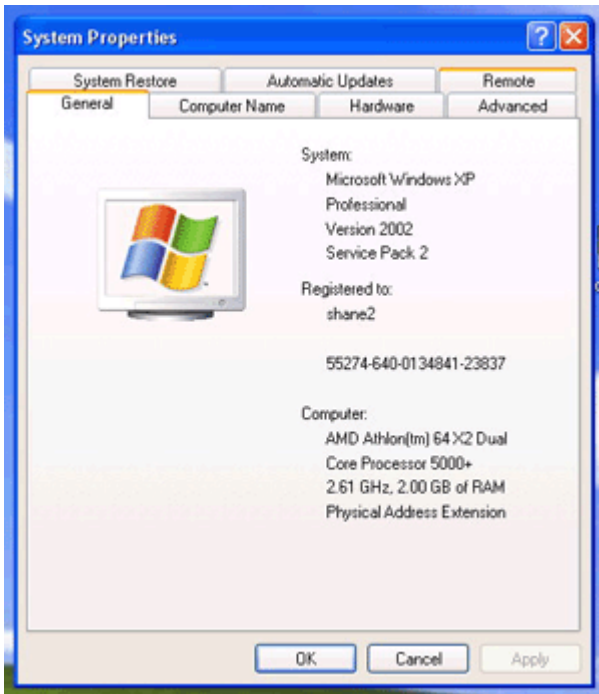 System Properties
System Restore
Automatic Updates
Remote
General
Computer Name
Hardware
Advanced
System:
Microsoft Windows XP
Professional
Version 2002
Service Pack 2
Registered to:
shane2
55274-640-0134841-23837
Computer:
AMD Athlon(tm) 64 X2 Dual
Core Processor 5000+
2.61 GHz, 2.00 GB of RAM
Physical Address Extension
OK
Cancel
Apply